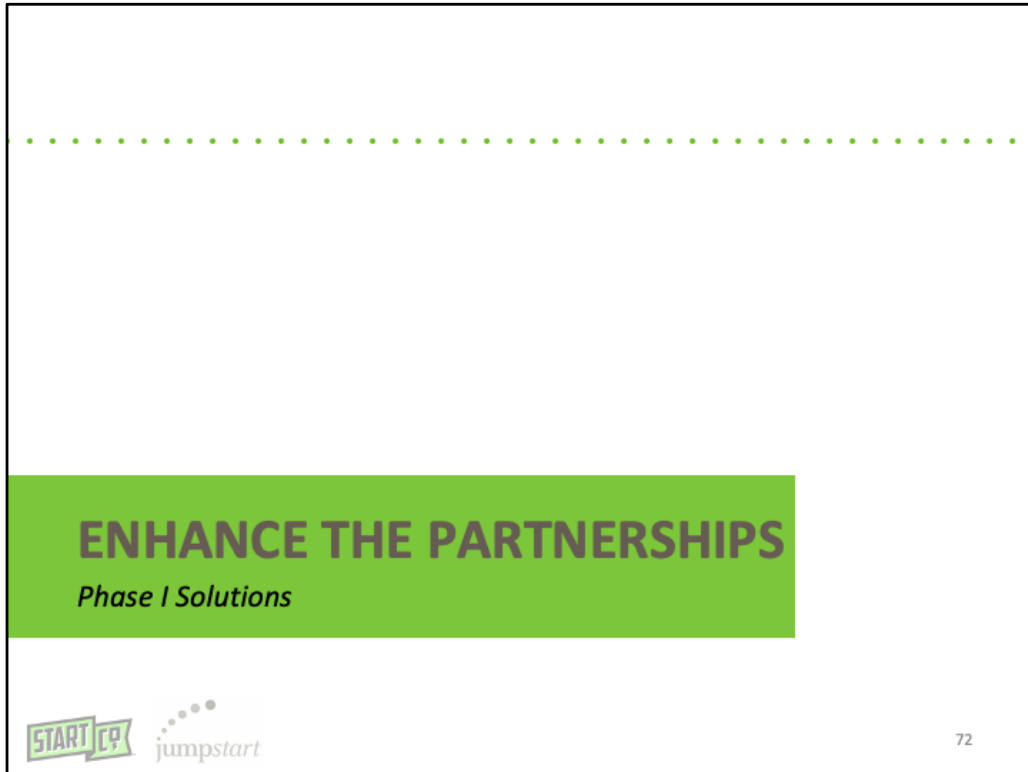 ENHANCE THE PARTNERSHIPS
Phase I Solutions
START CO.
jumpstart
72